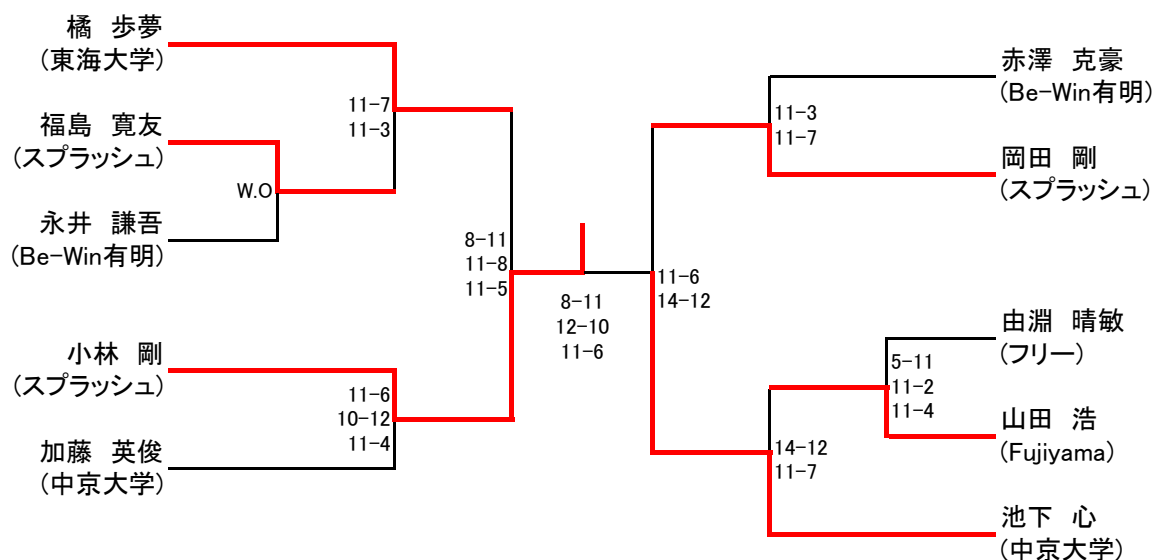 橘　歩夢
(東海大学)
福島 寛友
(スプラッシュ)
永井 謙吾
(Be-Win有明)
小林　剛
(スプラッシュ)
加藤 英俊
(中京大学)
11-7
11-3
W.O
11-6
10-12
11-4
8-11
11-8
11-5
8-11
12-10
11-6
11-6
14-12
11-3
11-7
5-11
11-2
11-4
14-12
11-7
赤澤　克豪
(Be-Win有明)
岡田　剛
(スプラッシュ)
由淵 晴敏
(フリー)
山田　浩
(Fujiyama)
池下　心
(中京大学)